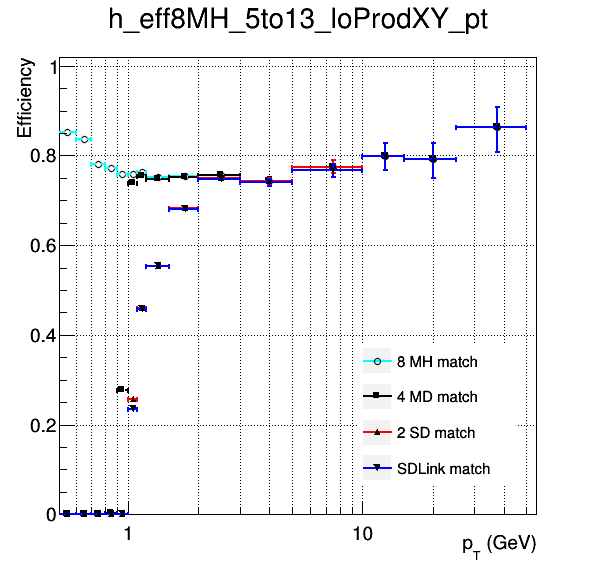 h_eff8MH_5to13_loProdXY_pt
Efficiency
1
0.8
0.6
0.4
0.2
0
8 MH match
4 MD match
2 SD match
SDLink match
1
10
p_T (GeV)